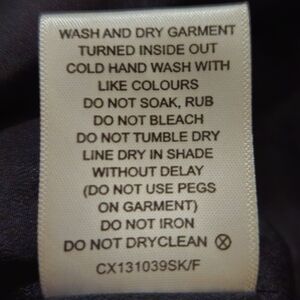 WASH AND DRY GARMENT
TURNED INSIDE OUT
COLD HAND WASH WITH
LIKE COLOURS
DO NOT SOAK, RUB
DO NOT BLEACH
DO NOT TUMBLE DRY
LINE DRY IN SHADE
WITHOUT DELAY
(DO NOT USE PEGS
ON GARMENT)
DO NOT IRON
DO NOT DRYCLEAN
CX131039SK/F